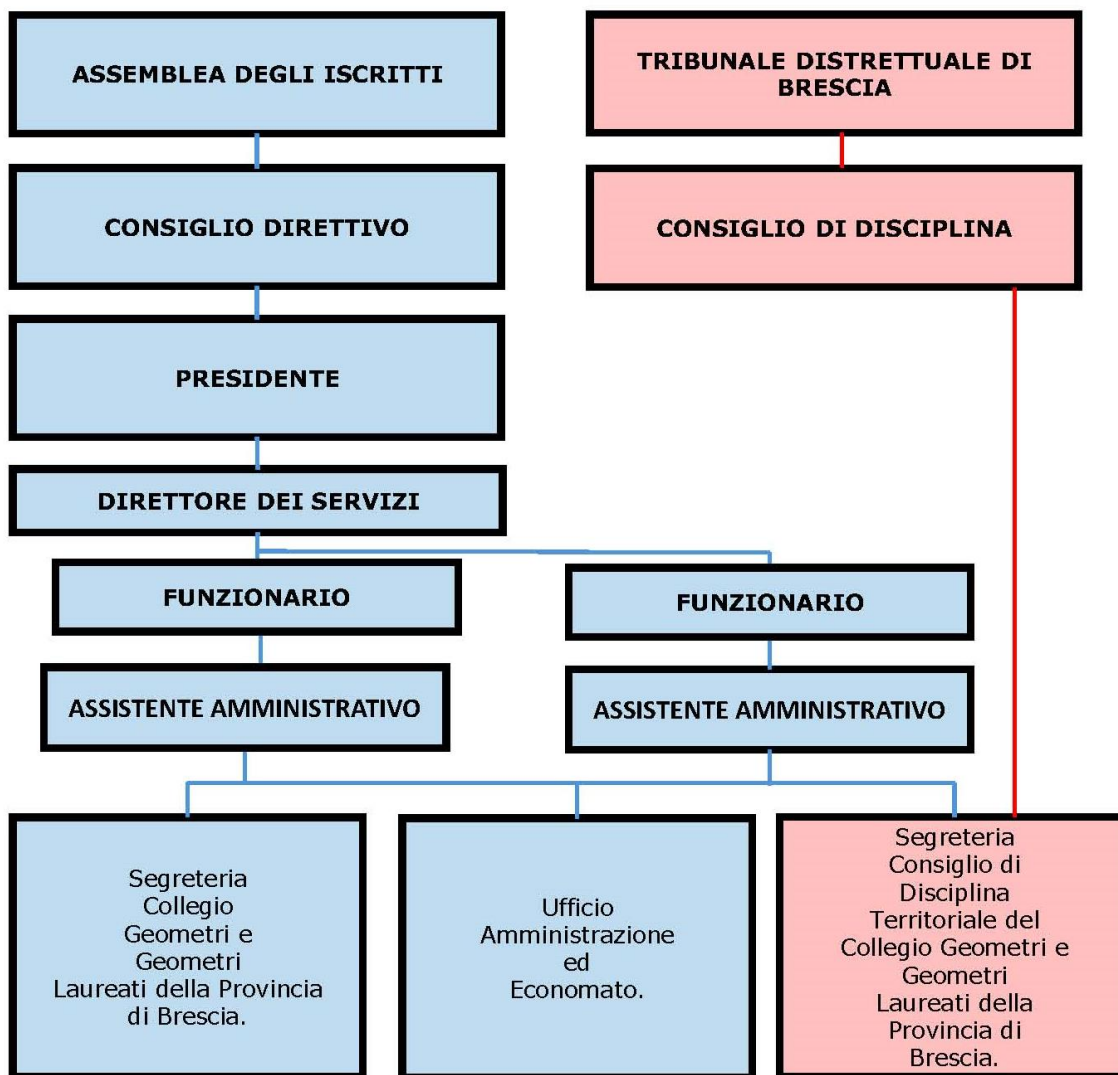 ASSEMBLEA DEGLI ISCRITTI
TRIBUNALE DISTRETTUALE DI
BRESCIA
CONSIGLIO DIRETTIVO
CONSIGLIO DI DISCIPLINA
PRESIDENTE
DIRETTORE DEI SERVIZI
FUNZIONARIO
FUNZIONARIO
ASSISTENTE AMMINISTRATIVO
ASSISTENTE AMMINISTRATIVO
Segreteria
Collegio
Geometri e
Geometri
Laureati della Provincia
di Brescia.
Ufficio
Amministrazione
ed
Economato.
Segreteria
Consiglio di
Disciplina
Territoriale del
Collegio Geometri e
Geometri
Laureati della
Provincia di
Brescia.